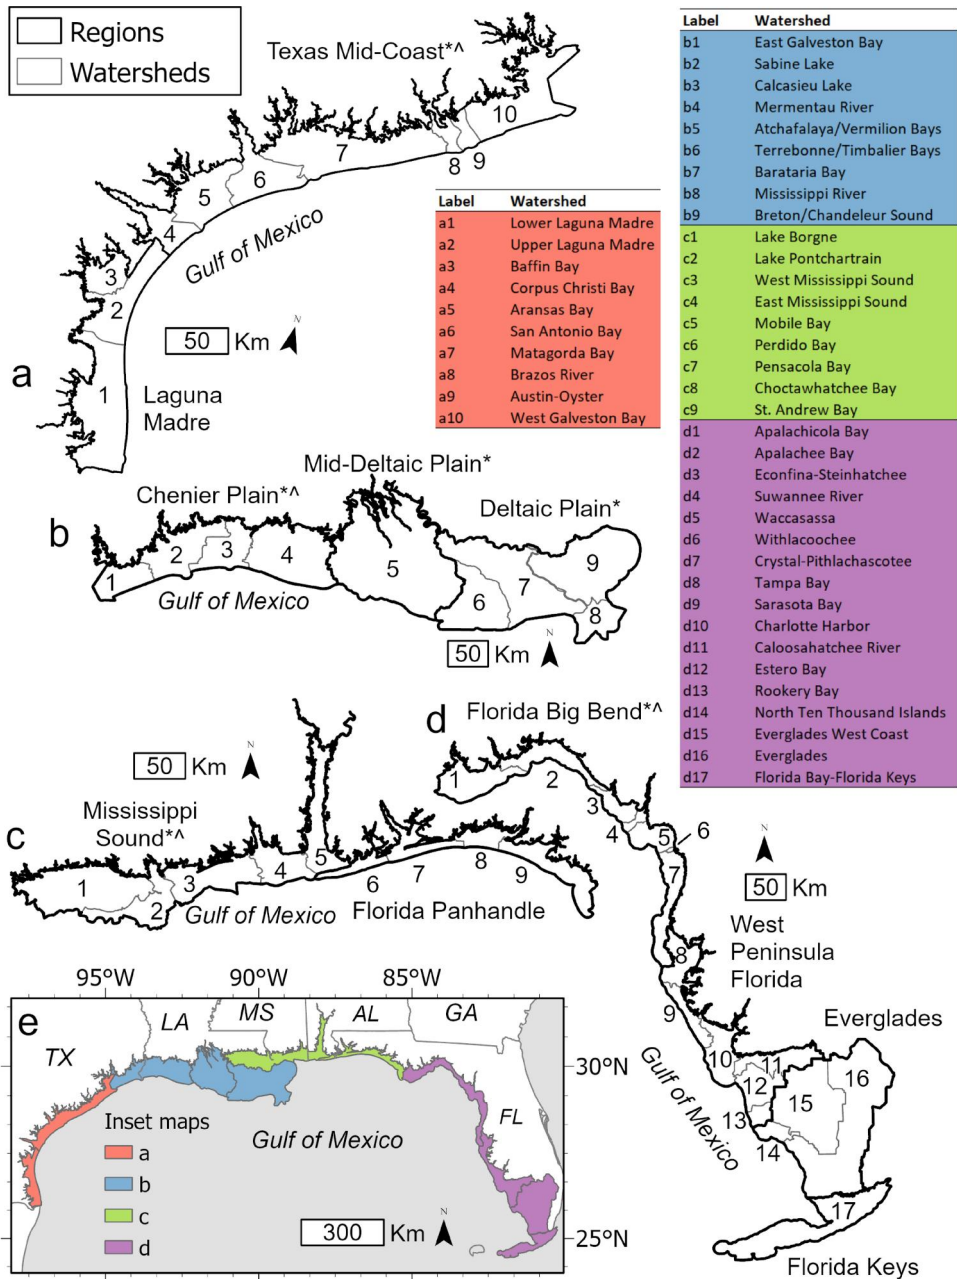 Regions
Watersheds
Texas Mid-Coast*^
10
7
8
9
6
5
4
3
2
1
Gulf of Mexico
50 Km
N
a
Laguna
Madre
Label Watershed
a1 Lower Laguna Madre
a2 Upper Laguna Madre
a3 Baffin Bay
a4 Corpus Christi Bay
a5 Aransas Bay
a6 San Antonio Bay
a7 Matagorda Bay
a8 Brazos River
a9 Austin-Oyster
a10 West Galveston Bay
Label Watershed
b1 East Galveston Bay
b2 Sabine Lake
b3 Calcasieu Lake
b4 Mermentau River
b5 Atchafalaya/Vermilion Bays
b6 Terrebonne/Timbalier Bays
b7 Barataria Bay
b8 Mississippi River
b9 Breton/Chandeleur Sound
c1 Lake Borgne
c2 Lake Pontchartrain
c3 West Mississippi Sound
c4 East Mississippi Sound
c5 Mobile Bay
c6 Perdido Bay
c7 Pensacola Bay
c8 Choctawhatchee Bay
c9 St. Andrew Bay
d1 Apalachicola Bay
d2 Apalachee Bay
d3 Econfina-Steinhatchee
d4 Suwannee River
d5 Waccasassa
d6 Withlacoochee
d7 Crystal-Pithlachascotee
d8 Tampa Bay
d9 Sarasota Bay
d10 Charlotte Harbor
d11 Caloosahatchee River
d12 Estero Bay
d13 Rookery Bay
d14 North Ten Thousand Islands
d15 Everglades West Coast
d16 Everglades
d17 Florida Bay-Florida Keys
b
Chenier Plain*^
Mid-Deltaic Plain*
Deltaic Plain*
1
2
3
4
5
6
7
8
9
Gulf of Mexico
50 Km
N
c
50 Km
N
Mississippi
Sound*^
1
2
3
4
5
6
7
8
9
Gulf of Mexico
Florida Panhandle
d
Florida Big Bend*^
1
2
3
4
5
6
7
8
9
10
11
12
13
14
15
16
17
N
50 Km
West
Peninsula
Florida
Everglades
Gulf of Mexico
Florida Keys
95°W 90°W 85°W
e
TX
LA
MS
AL
GA
FL
30°N
25°N
Inset maps
a
b
c
d
Gulf of Mexico
300 Km
N